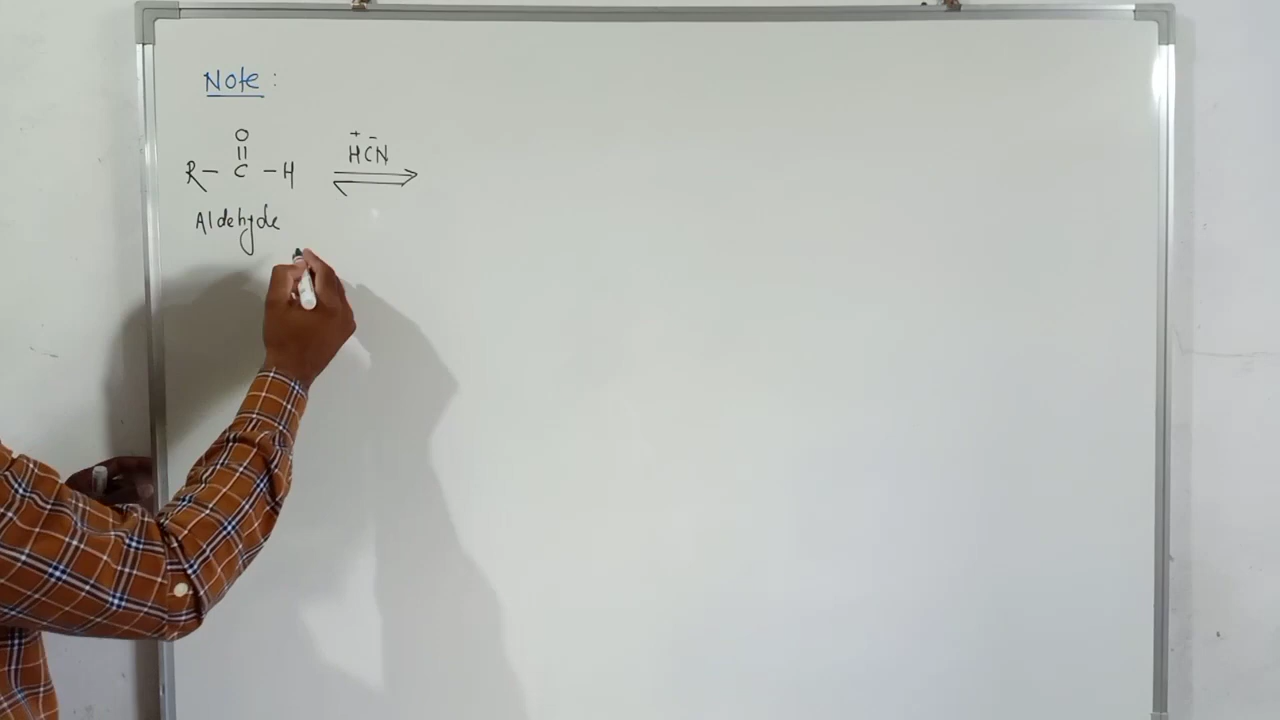 Note :
O
+ -
HCN
||
R- C -H ⇌
Aldehyde